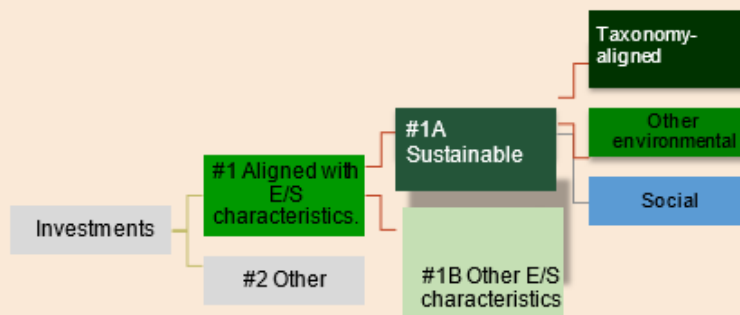 Taxonomy-
aligned
#1A
Sustainable
Other
environmental
#1 Aligned with
E/S
characteristics.
Social
Investments
#2 Other
#1B Other E/S
characteristics